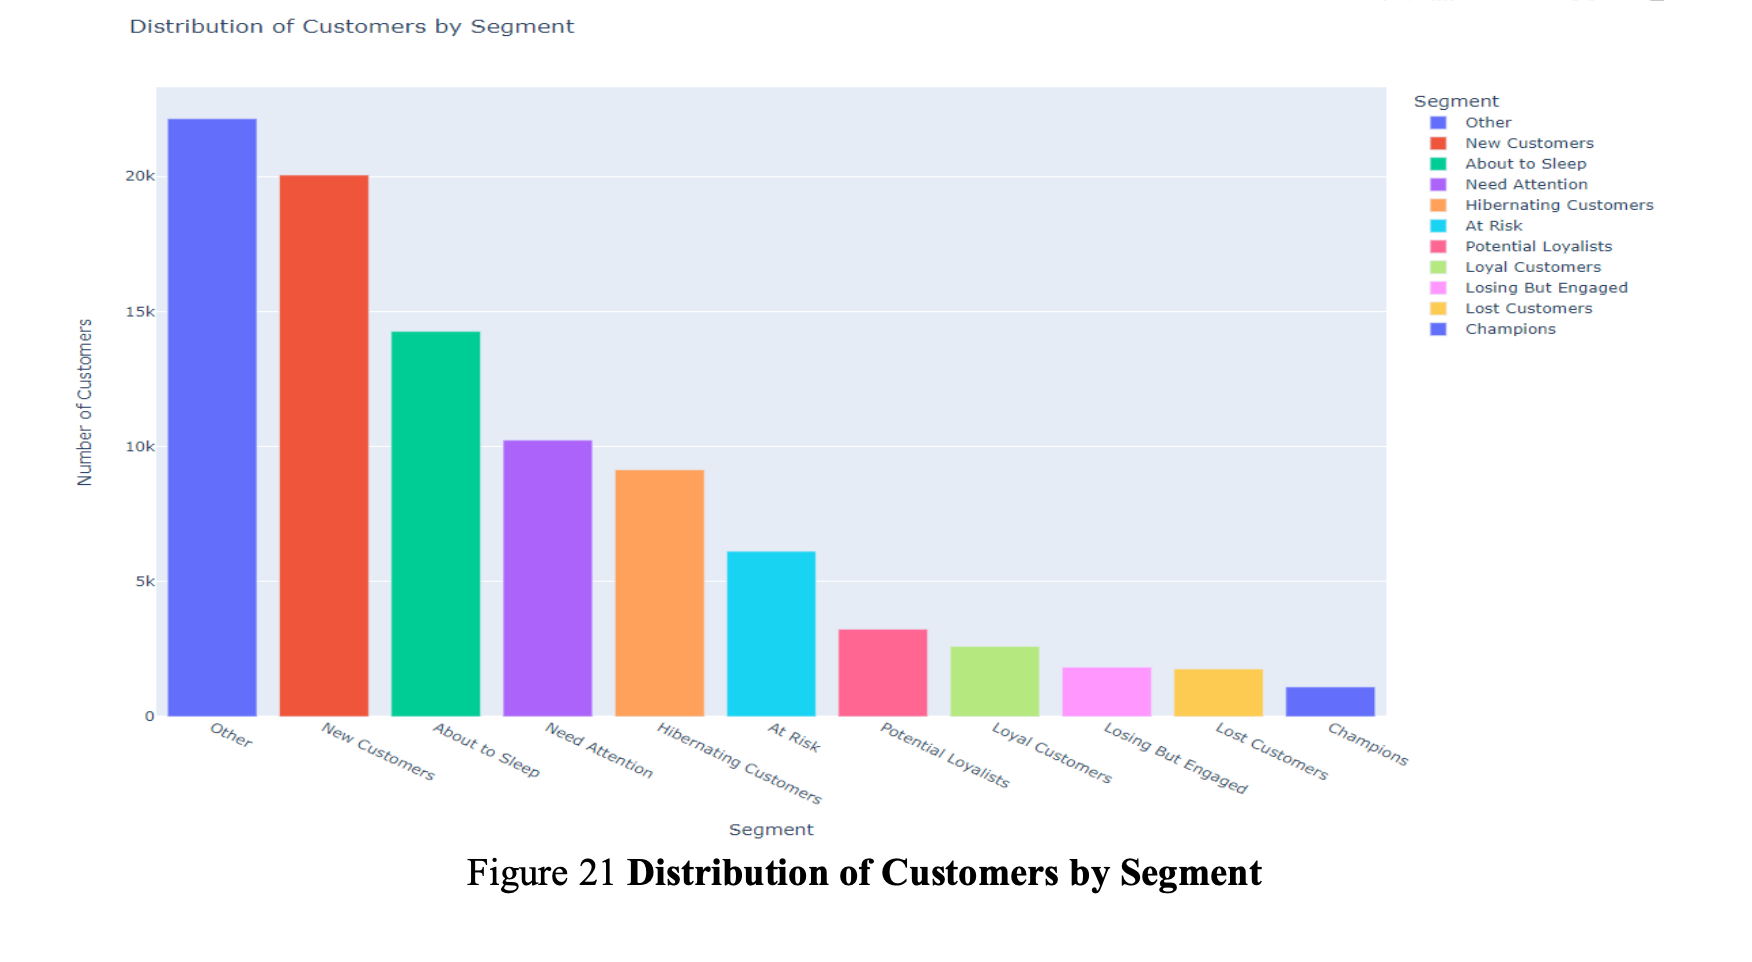 Distribution of Customers by Segment
Number of Customers
20k
15k
10k
5k
0
Other
New Customers
About to Sleep
Need Attention
Hibernating Customers
At Risk
Potential Loyalists
Loyal Customers
Losing But Engaged
Lost Customers
Champions
Segment
Segment
Other
New Customers
About to Sleep
Need Attention
Hibernating Customers
At Risk
Potential Loyalists
Loyal Customers
Losing But Engaged
Lost Customers
Champions
Figure 21 Distribution of Customers by Segment